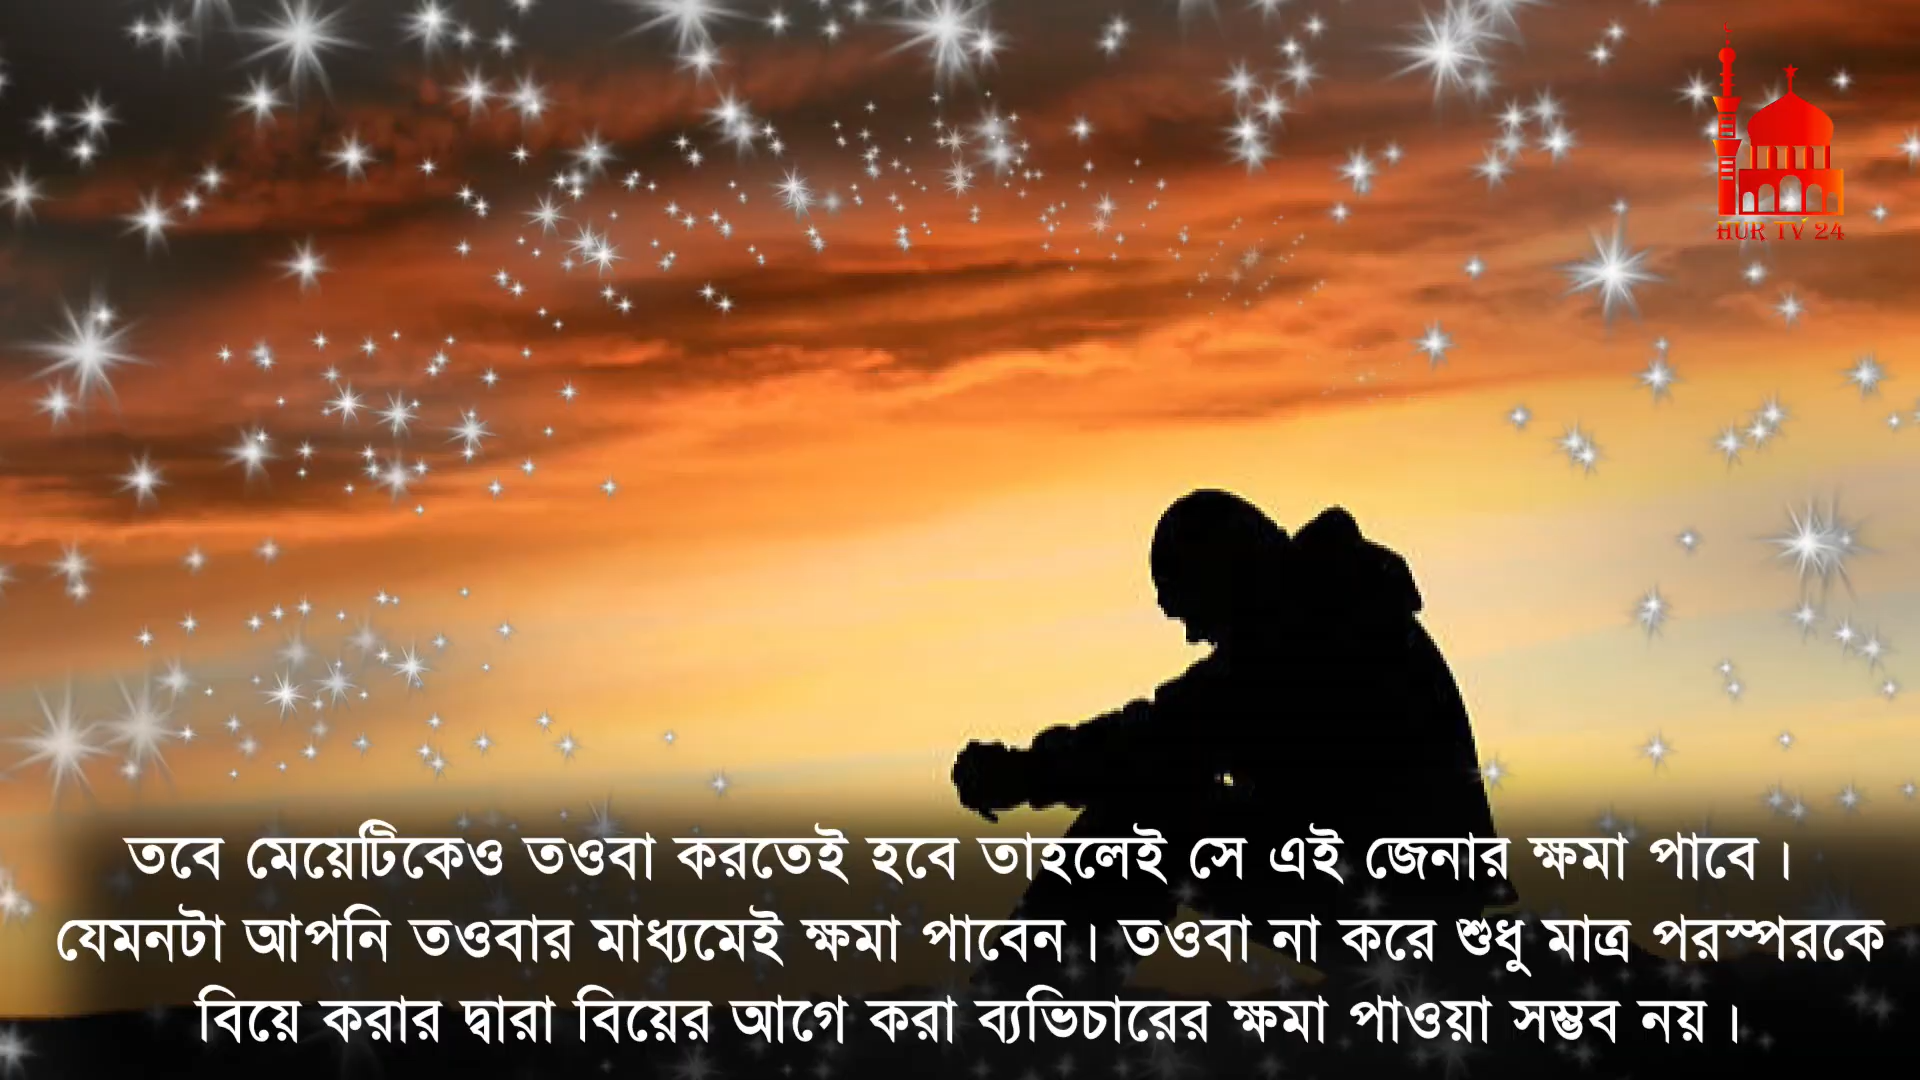 HUR TV 24
তবে মেয়েটিকেও তওবা করতেই হবে তাহলেই সে এই জেনার ক্ষমা পাবে।
যেমনটা আপনি তওবার মাধ্যমেই ক্ষমা পাবেন। তওবা না করে শুধু মাত্র পরস্পরকে
বিয়ে করার দ্বারা বিয়ের আগে করা ব্যভিচারের ক্ষমা পাওয়া সম্ভব নয়।